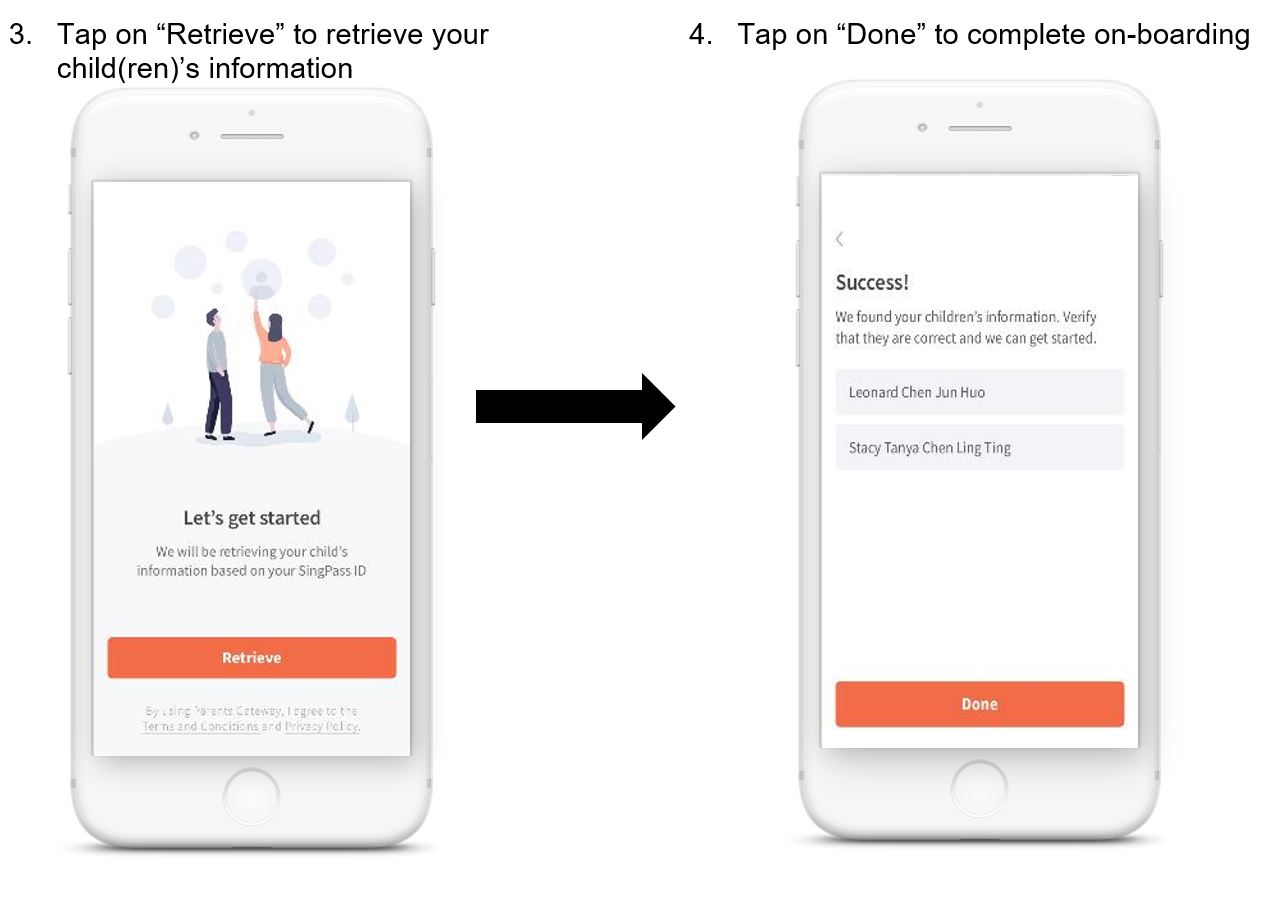 3. Tap on “Retrieve” to retrieve your
child(ren)’s information
Let’s get started
We will be retrieving your child’s
information based on your SingPass ID
Retrieve
By using Parents Gateway, I agree to the
Terms and Conditions and Privacy Policy.
4. Tap on “Done” to complete on-boarding
Success!
We found your children’s information. Verify
that they are correct and we can get started.
Leonard Chen Jun Huo
Stacy Tanya Chen Ling Ting
Done